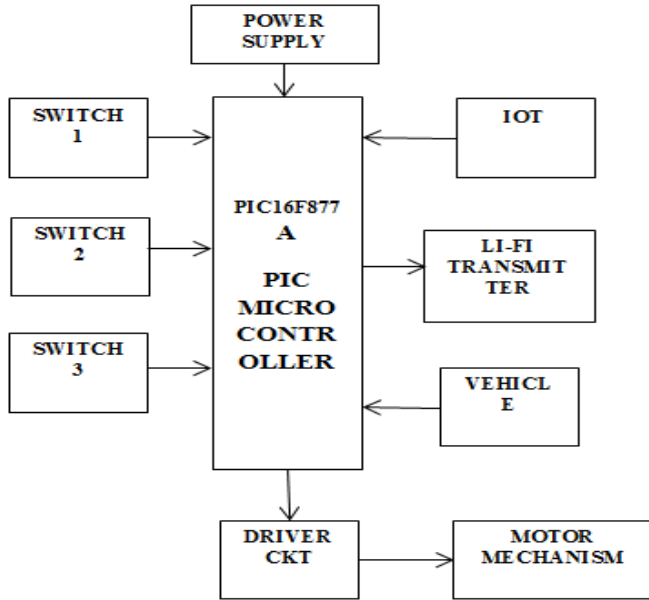 POWER
SUPPLY
SWITCH
1
IOT
SWITCH
2
PIC16F877
A
PIC
MICRO
CONTR
OLLER
LI-FI
TRANSMIT
TER
SWITCH
3
VEHICL
E
DRIVER
CKT
MOTOR
MECHANISM